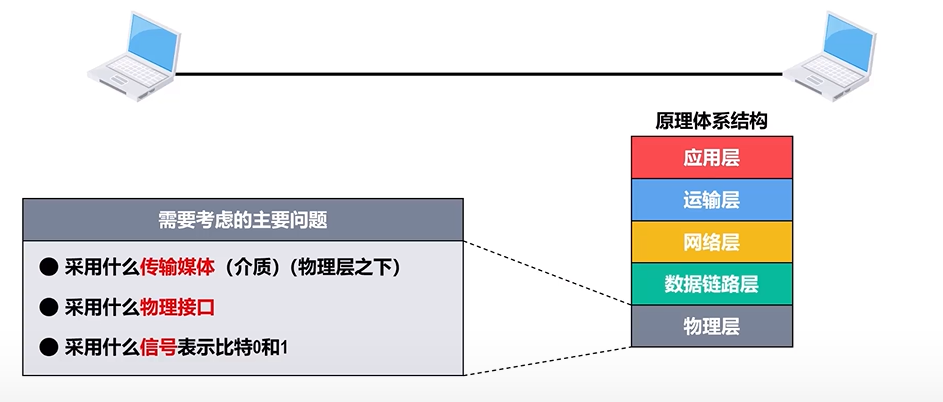 原理体系结构
应用层
运输层
网络层
数据链路层
物理层
需要考虑的主要问题
● 采用什么传输媒体（介质）（物理层之下）
● 采用什么物理接口
● 采用什么信号表示比特0和1